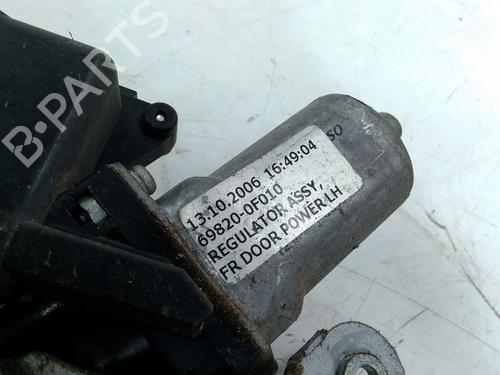 B-PARTS
13.10.2006 16:49:04
69820-0F010
REGULATOR ASSY,
FR DOOR POWER/LH
SO